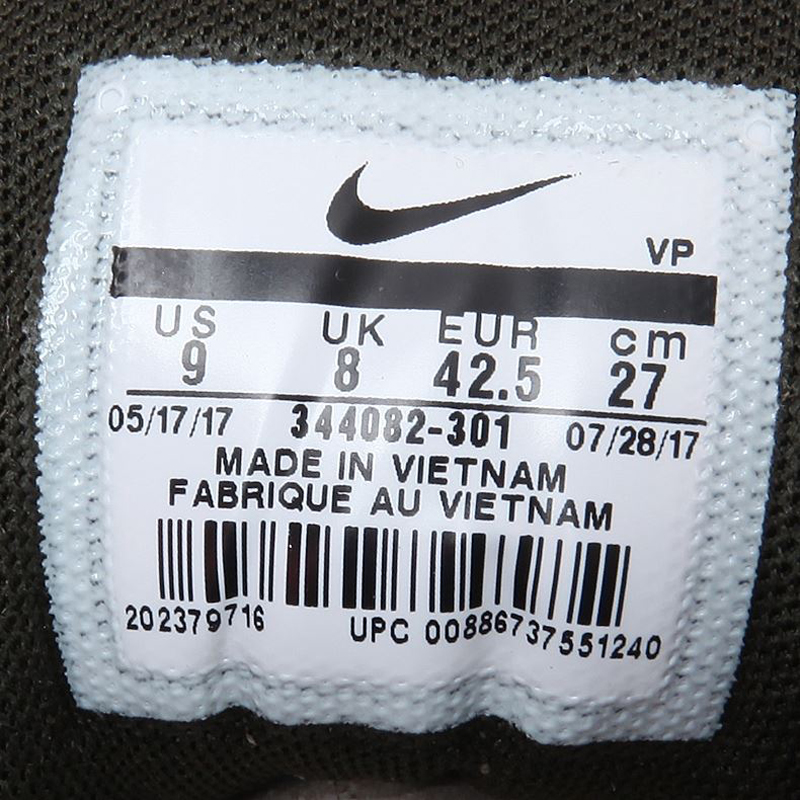 VP
US UK EUR cm
9 8 42.5 27
05/17/17 344082-301 07/28/17
MADE IN VIETNAM
FABRIQUE AU VIETNAM
202379716 UPC 00886737551240